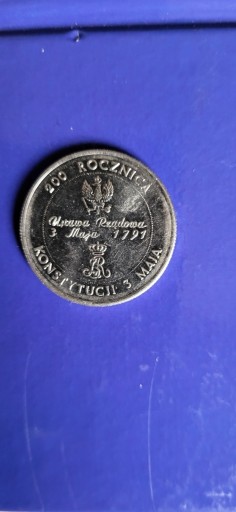 200 ROCZNICA
Ustawa Rządowa
3 Maja 1791
KONSTYTUCJI 3 MAJA